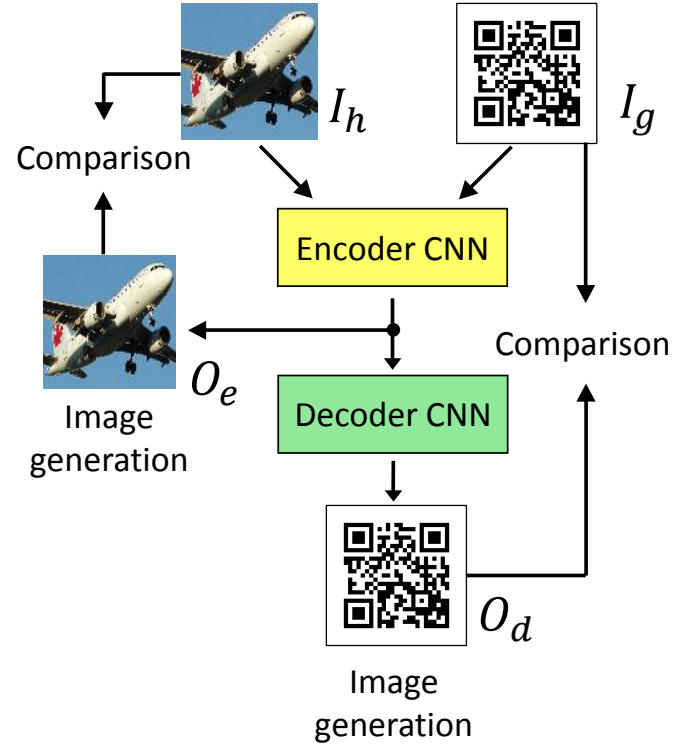 I_h
I_g
Comparison
Encoder CNN
Comparison
O_e
Decoder CNN
Image
generation
O_d
Image
generation